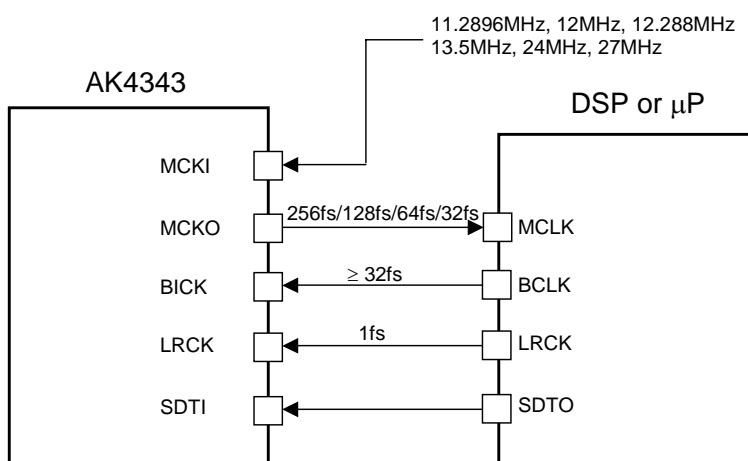 11.2896MHz, 12MHz, 12.288MHz
13.5MHz, 24MHz, 27MHz
AK4343
DSP or μP
MCKI
MCKO 256fs/128fs/64fs/32fs MCLK
BICK ≥ 32fs BCLK
LRCK 1fs LRCK
SDTI SDTO